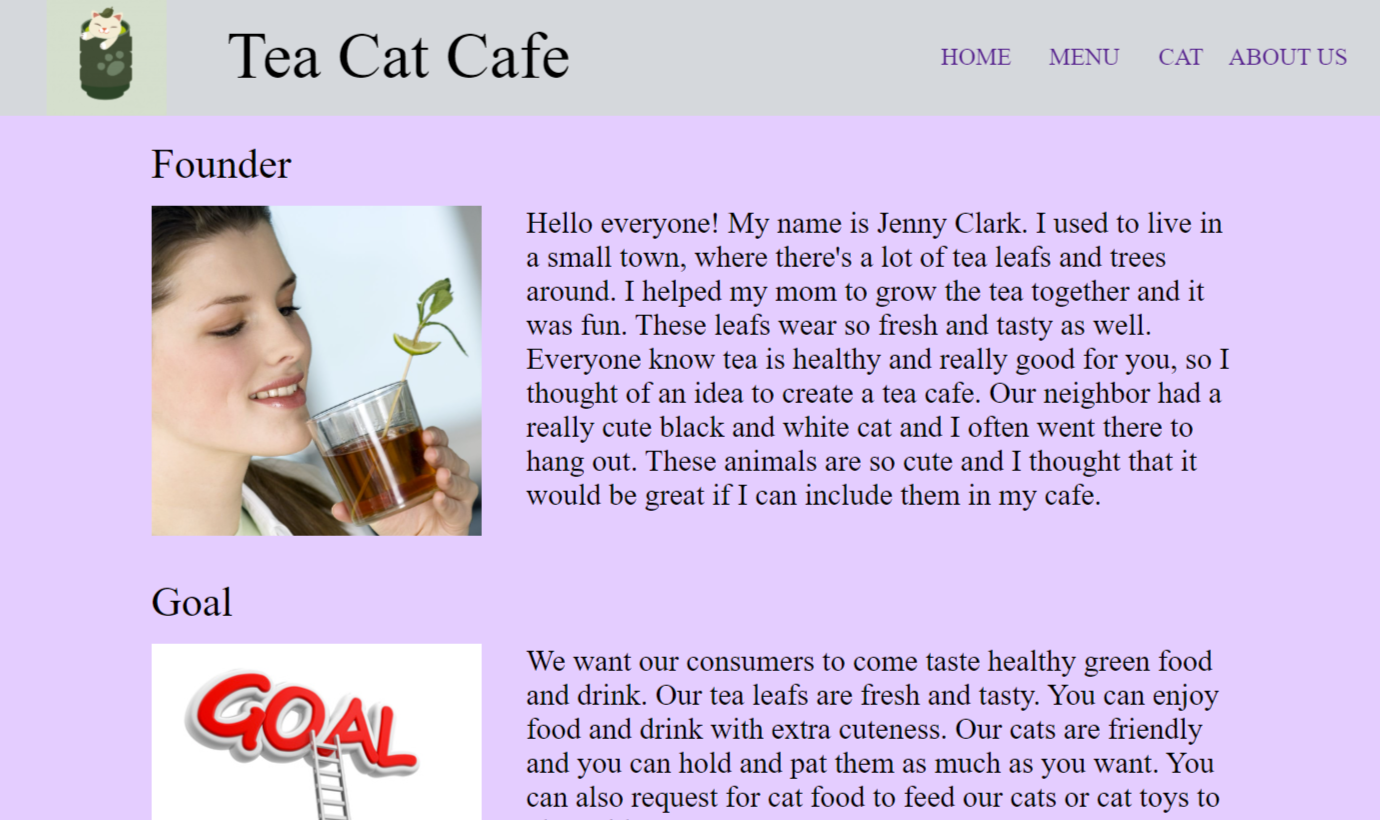 Tea Cat Cafe
HOME MENU CAT ABOUT US
Founder
Hello everyone! My name is Jenny Clark. I used to live in
a small town, where there's a lot of tea leafs and trees
around. I helped my mom to grow the tea together and it
was fun. These leafs wear so fresh and tasty as well.
Everyone know tea is healthy and really good for you, so I
thought of an idea to create a tea cafe. Our neighbor had a
really cute black and white cat and I often went there to
hang out. These animals are so cute and I thought that it
would be great if I can include them in my cafe.
Goal
GOAL
We want our consumers to come taste healthy green food
and drink. Our tea leafs are fresh and tasty. You can enjoy
food and drink with extra cuteness. Our cats are friendly
and you can hold and pat them as much as you want. You
can also request for cat food to feed our cats or cat toys to